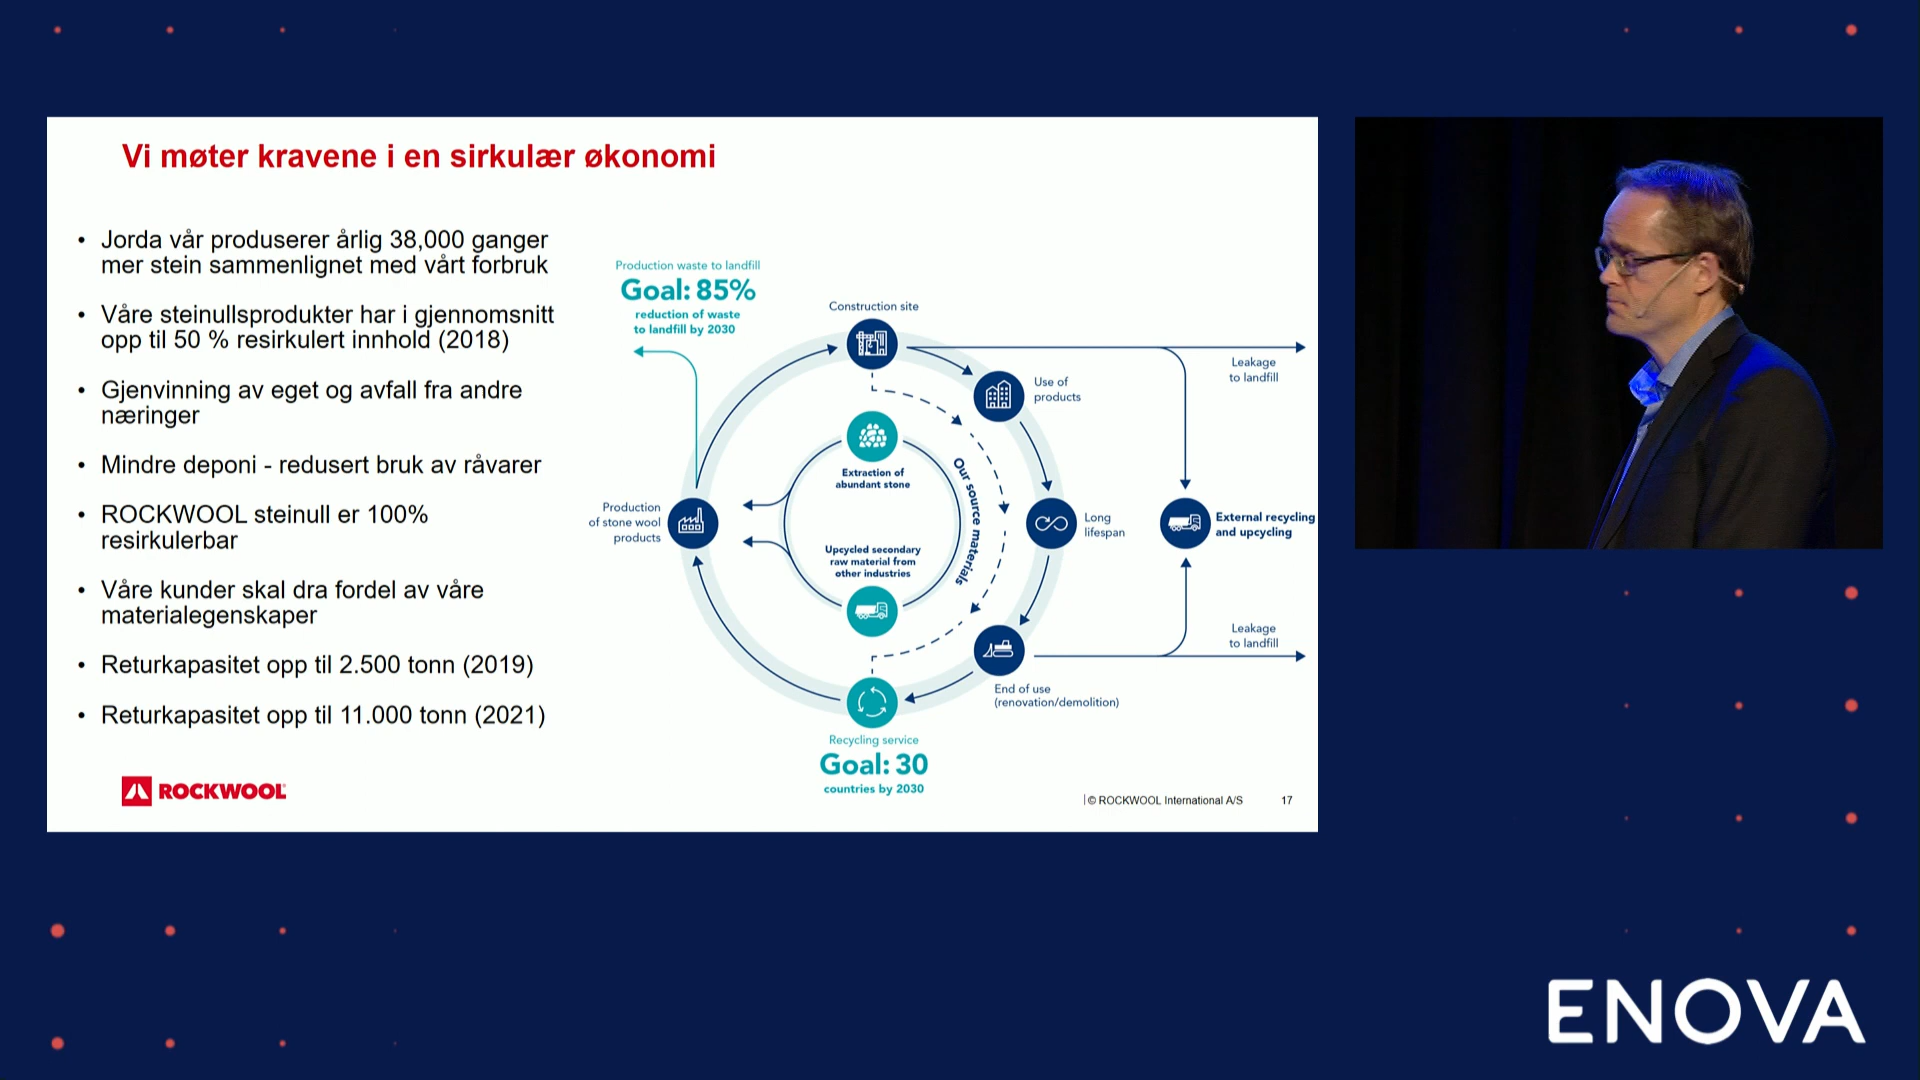 Vi møter kravene i en sirkulær økonomi
• Jorda vår produserer årlig 38,000 ganger
mer stein sammenlignet med vårt forbruk
• Våre steinullsprodukter har i gjennomsnitt
opp til 50 % resirkulert innhold (2018)
• Gjenvinning av eget og avfall fra andre
næringer
• Mindre deponi - redusert bruk av råvarer
• ROCKWOOL steinull er 100%
resirkulerbar
• Våre kunder skal dra fordel av våre
materialegenskaper
• Returkapasitet opp til 2.500 tonn (2019)
• Returkapasitet opp til 11.000 tonn (2021)
Production waste to landfill
Goal: 85%
reduction of waste
to landfill by 2030
Construction site
Use of
products
Leakage
to landfill
Extraction of
abundant stone
Our source materials
Production
of stone wool
products
Long
lifespan
External recycling
and upcycling
Upcycled secondary
raw material from
other industries
Leakage
to landfill
End of use
(renovation/demolition)
Recycling service
Goal: 30
countries by 2030
ROCKWOOL
© ROCKWOOL International A/S
17
ENOVA